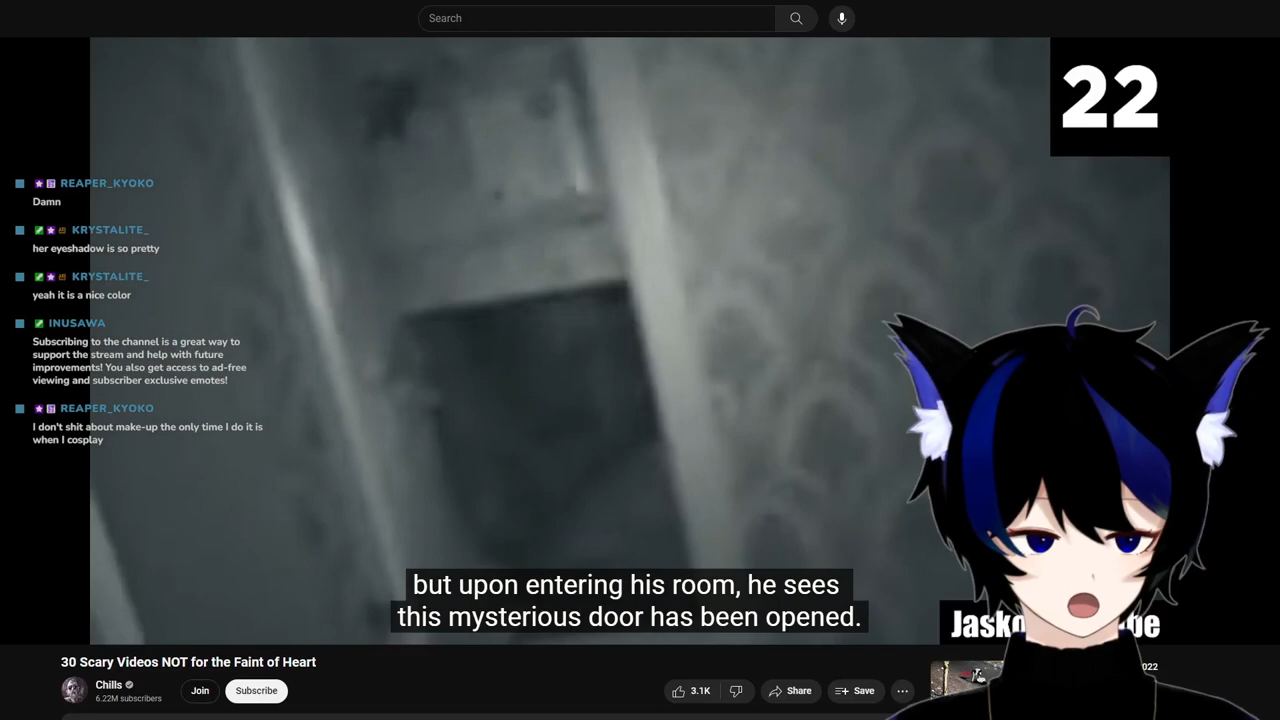 Search
22
REAPER_KYOKO
Damn
KRYSTALITE_
her eyeshadow is so pretty
KRYSTALITE_
yeah it is a nice color
INUSAWA
Subscribing to the channel is a great way to
support the stream and help with future
improvements! You also get access to ad-free
viewing and subscriber exclusive emotes!
REAPER_KYOKO
I don't shit about make-up the only time I do it is
when I cosplay
but upon entering his room, he sees
this mysterious door has been opened.
30 Scary Videos NOT for the Faint of Heart
Chills
6.22M subscribers
Join
Subscribe
3.1K
Share
Save